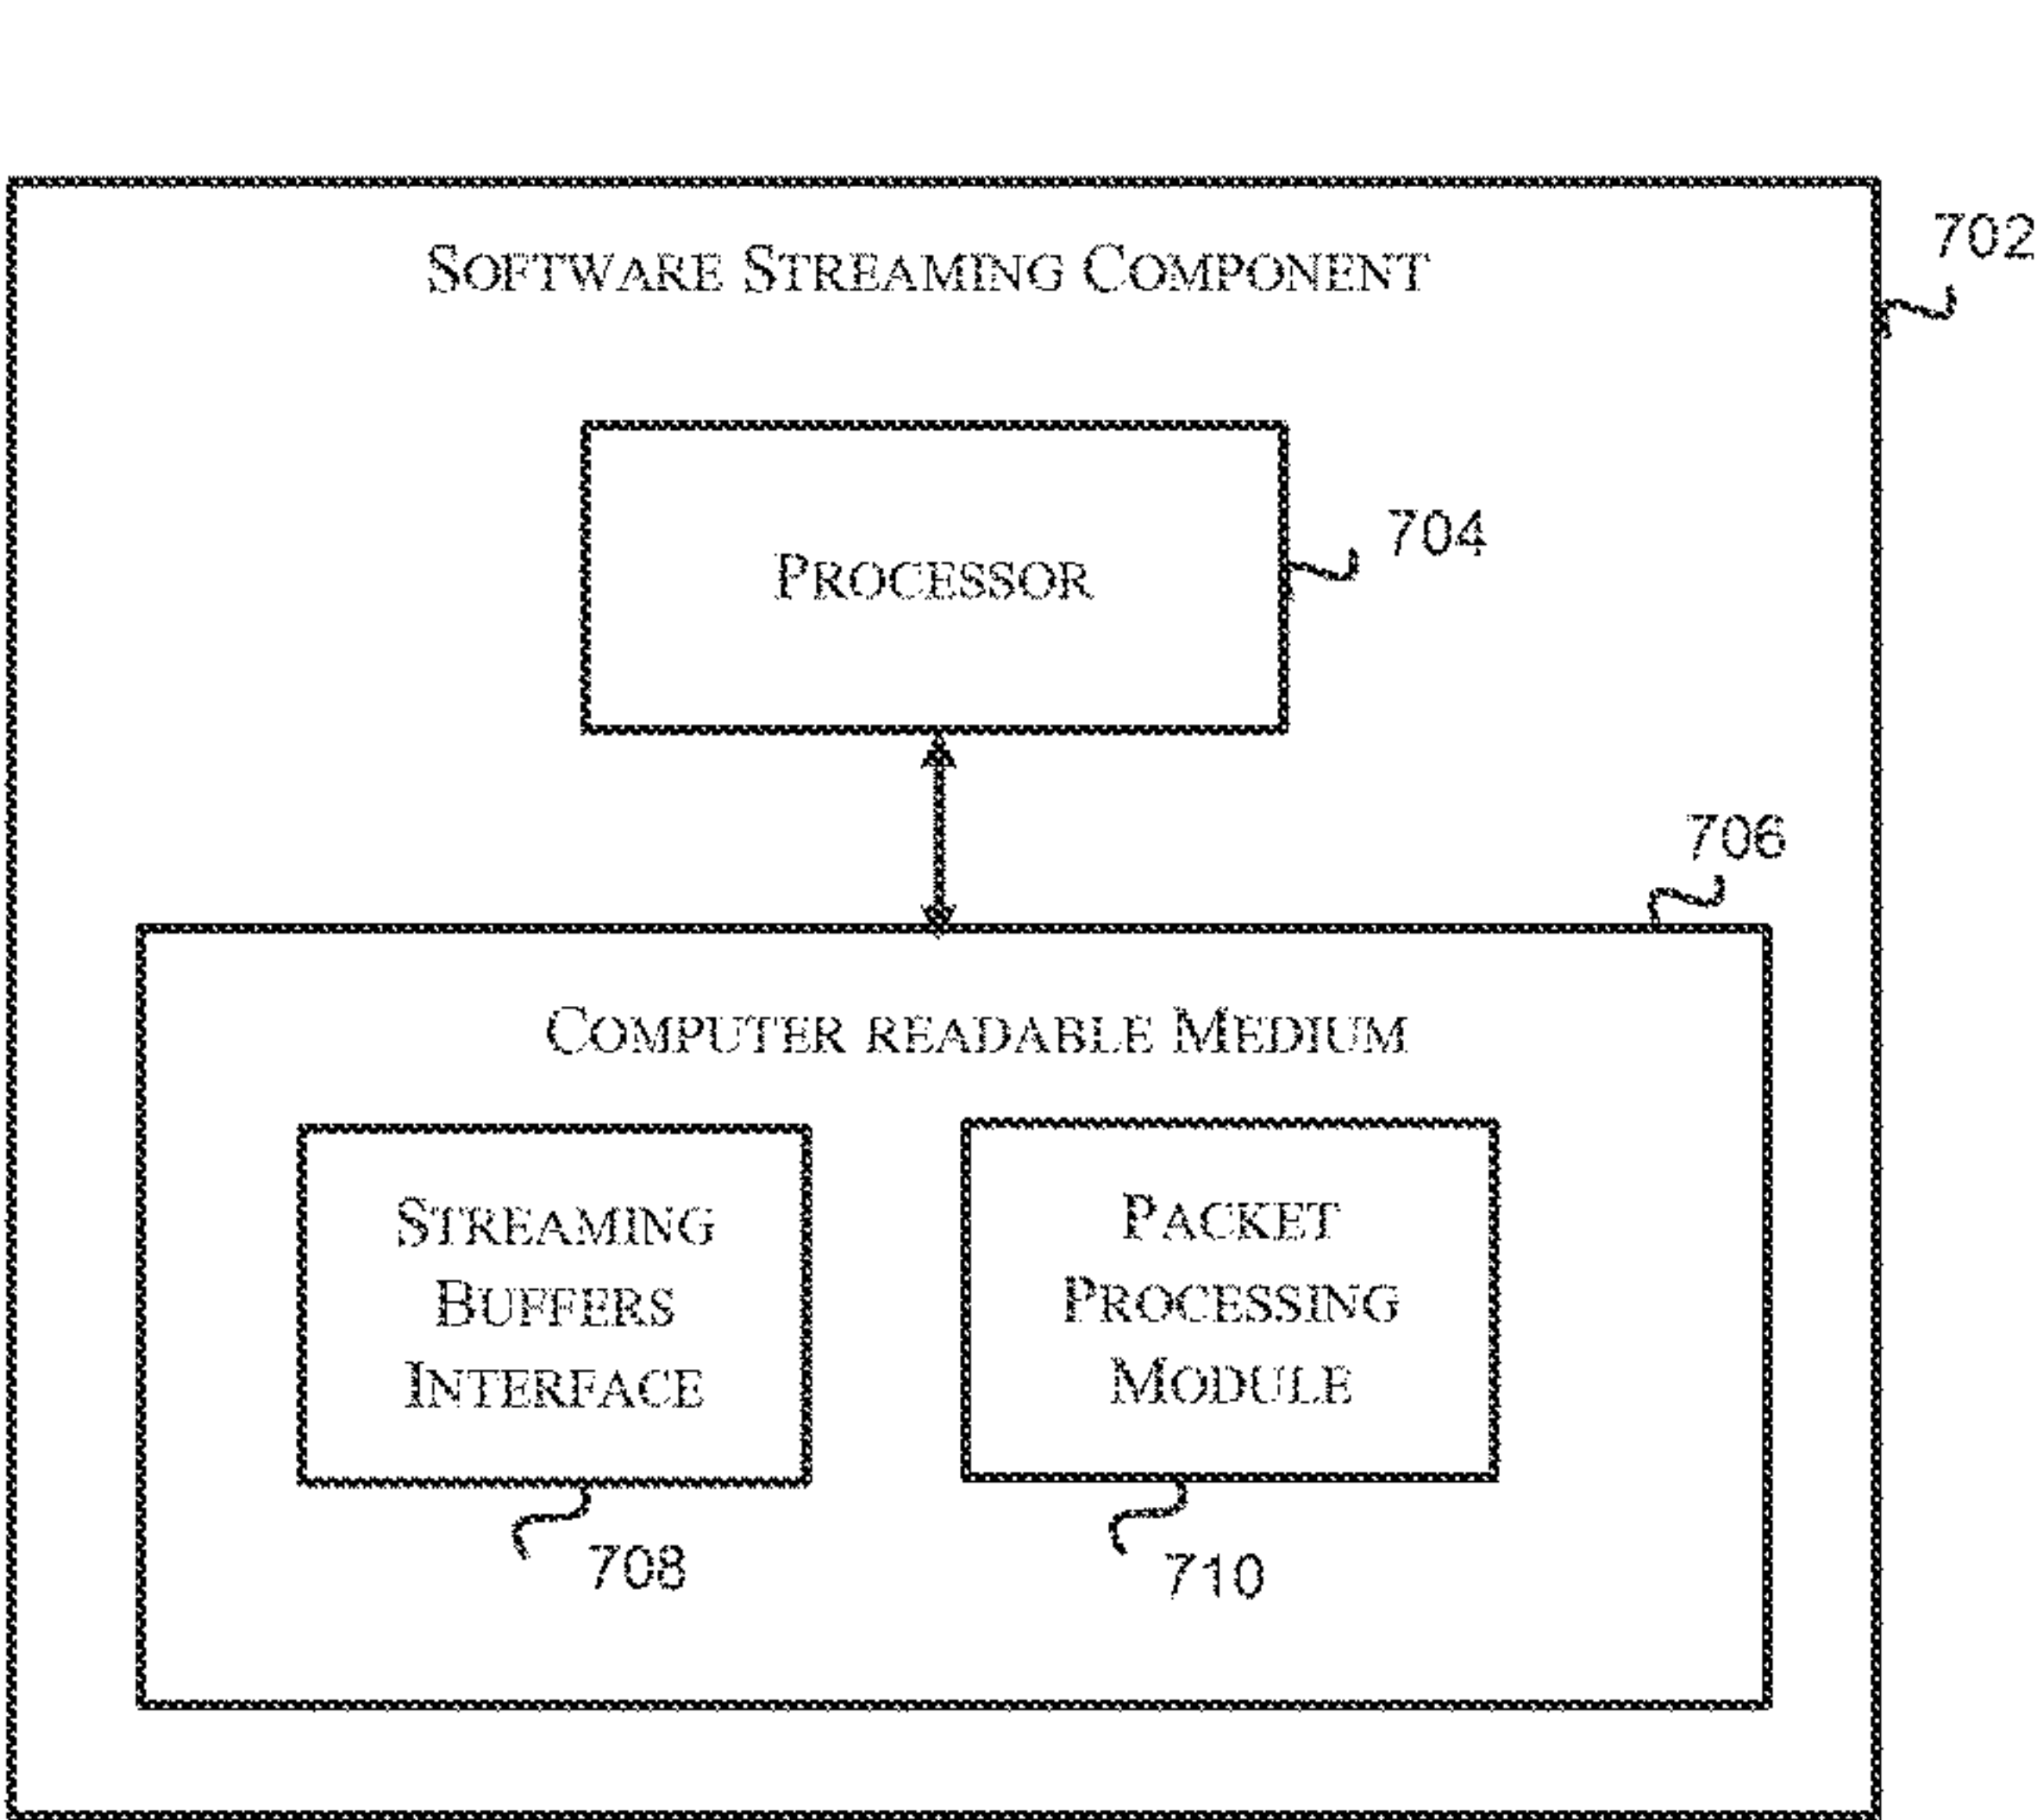 SOFTWARE STREAMING COMPONENT
702
PROCESSOR
704
706
COMPUTER READABLE MEDIUM
STREAMING
BUFFERS
INTERFACE
PACKET
PROCESSING
MODULE
708
710